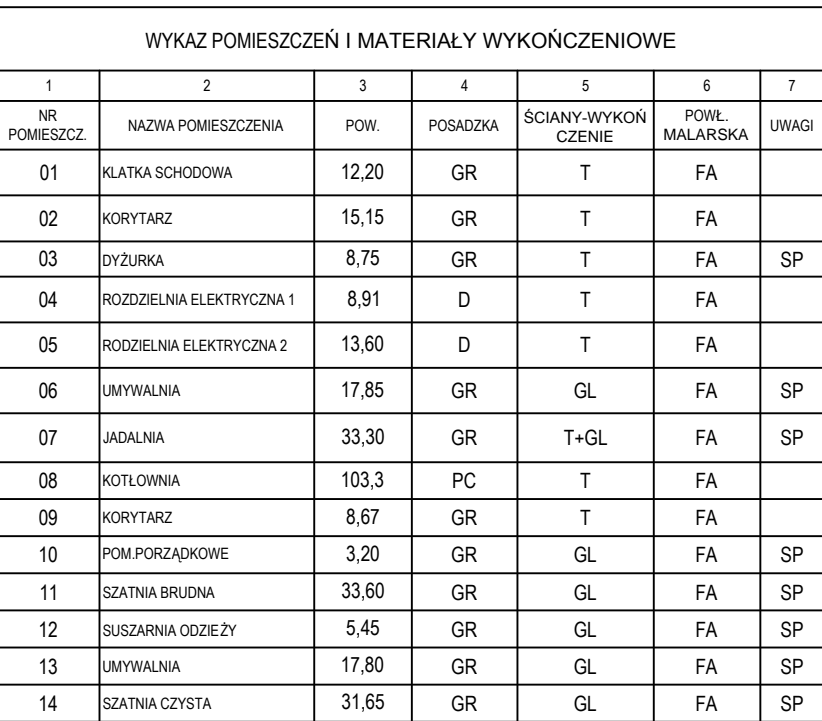 WYKAZ POMIESZCZEŃ I MATERIAŁY WYKOŃCZENIOWE
1 2 3 4 5 6 7
NR POMIESZCZ. NAZWA POMIESZCZENIA POW. POSADZKA ŚCIANY-WYKOŃ CZENIE POWŁ. MALARSKA UWAGI
01 KLATKA SCHODOWA 12,20 GR T FA
02 KORYTARZ 15,15 GR T FA
03 DYŻURKA 8,75 GR T FA SP
04 ROZDZIELNIA ELEKTRYCZNA 1 8,91 D T FA
05 RODZIELNIA ELEKTRYCZNA 2 13,60 D T FA
06 UMYWALNIA 17,85 GR GL FA SP
07 JADALNIA 33,30 GR T+GL FA SP
08 KOTŁOWNIA 103,3 PC T FA
09 KORYTARZ 8,67 GR T FA
10 POM.PORZĄDKOWE 3,20 GR GL FA SP
11 SZATNIA BRUDNA 33,60 GR GL FA SP
12 SUSZARNIA ODZIEŻY 5,45 GR GL FA SP
13 UMYWALNIA 17,80 GR GL FA SP
14 SZATNIA CZYSTA 31,65 GR GL FA SP